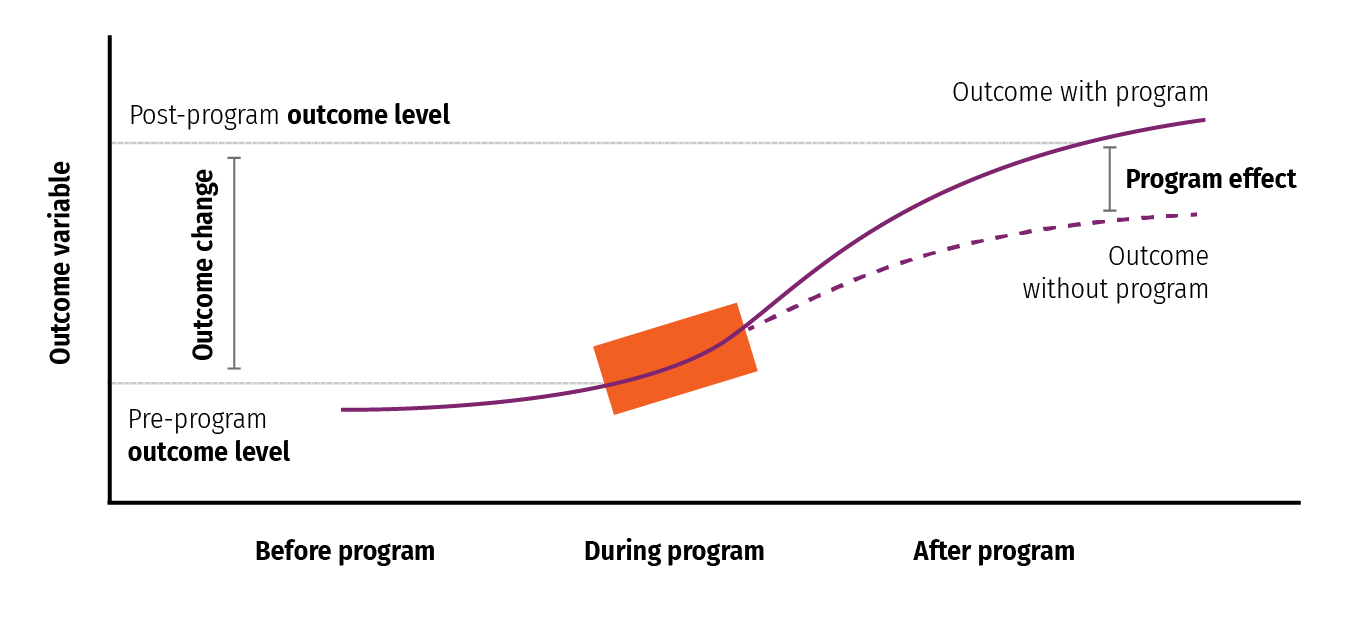 Outcome with program
Post-program outcome level
Outcome variable
Outcome change
Program effect
Outcome
without program
Pre-program
outcome level
Before program
During program
After program